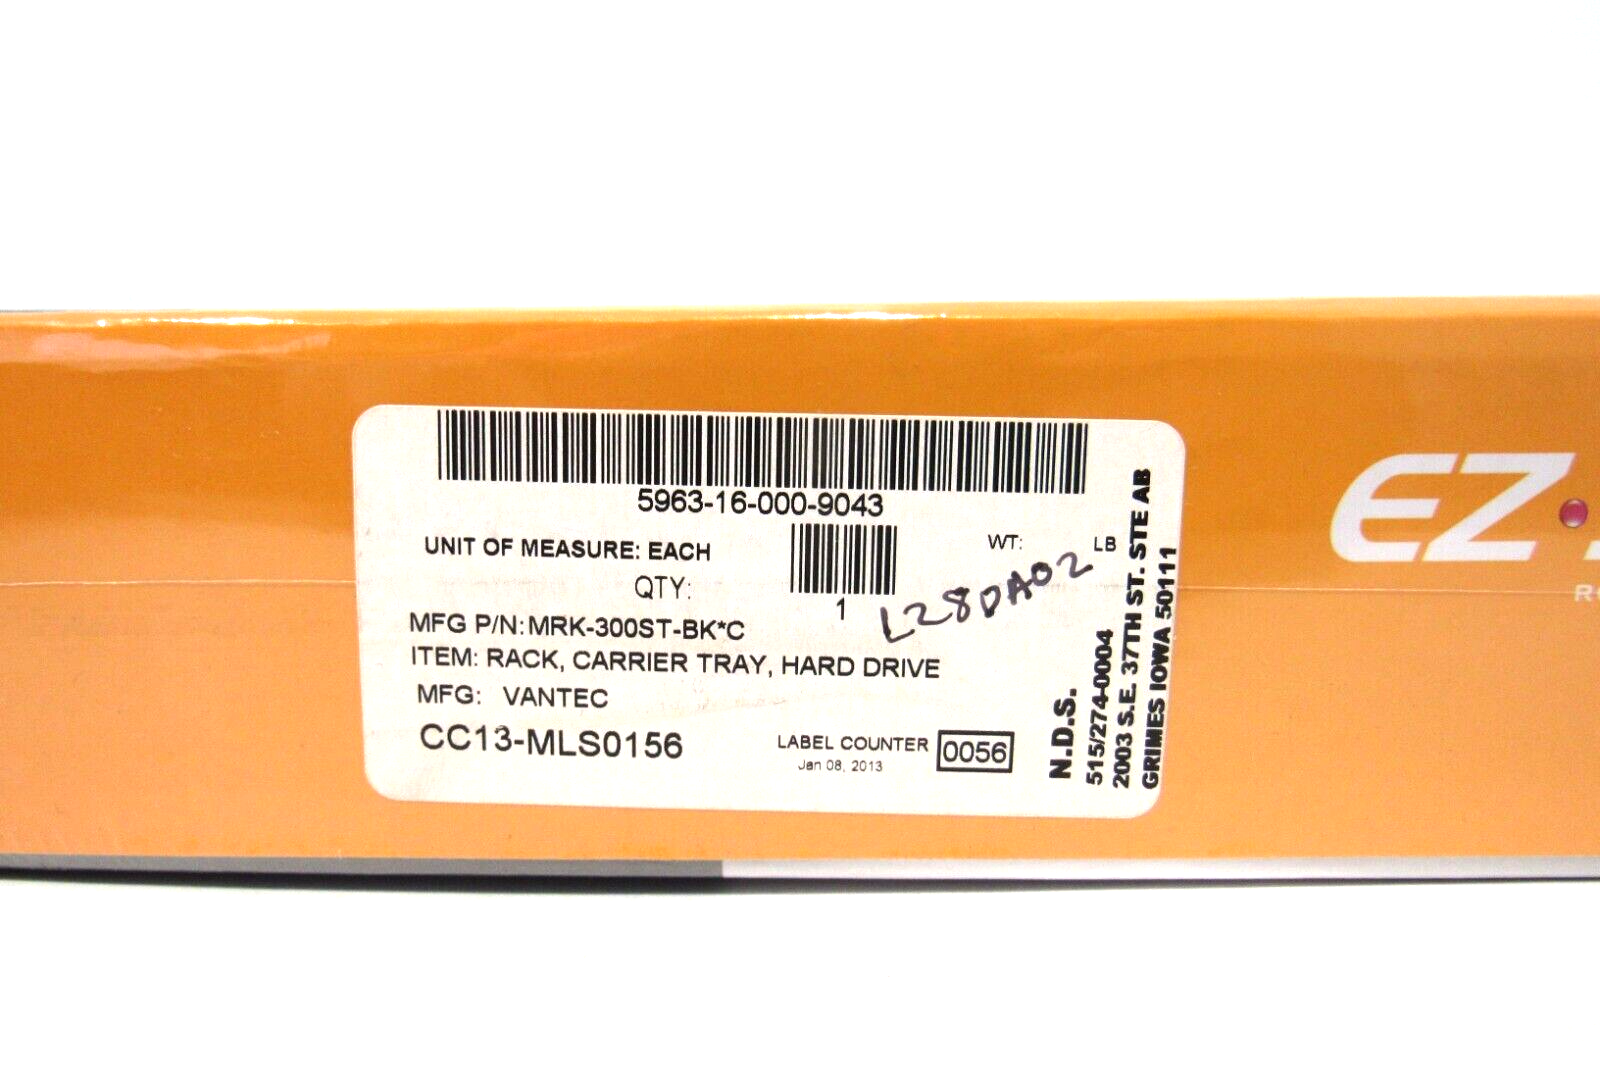 5963-16-000-9043
UNIT OF MEASURE: EACH
WT: LB
QTY:
1
L28DA02
MFG P/N: MRK-300ST-BK*C
ITEM: RACK, CARRIER TRAY, HARD DRIVE
MFG: VANTEC
CC13-MLS0156
LABEL COUNTER 0056
Jan 08, 2013
N.D.S.
515/274-0004
2003 S.E. 37TH ST. STE AB
GRIMES IOWA 50111
EZ